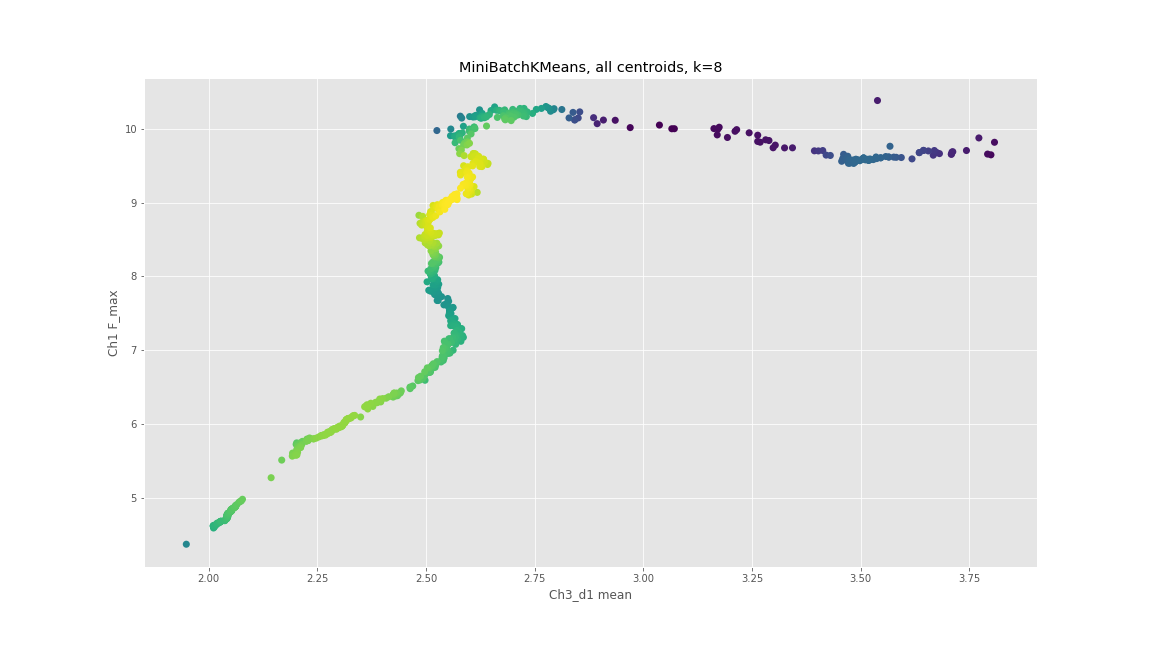 MiniBatchKMeans, all centroids, k=8
10
9
8
7
6
5
Ch1 F_max
2.00 2.25 2.50 2.75 3.00 3.25 3.50 3.75
Ch3_d1 mean